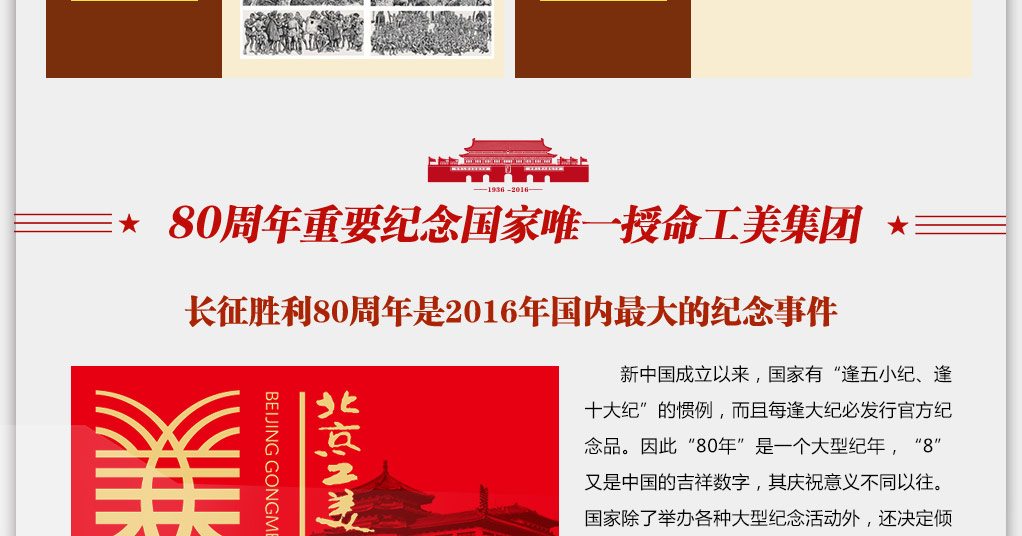 1936 -2016
80周年重要纪念国家唯一授命工美集团
长征胜利80周年是2016年国内最大的纪念事件
BEIJING GONGME
北京工美
新中国成立以来，国家有“逢五小纪、逢
十大纪”的惯例，而且每逢大纪必发行官方纪
念品。因此“80年”是一个大型纪年，“8”
又是中国的吉祥数字，其庆祝意义不同以往。
国家除了举办各种大型纪念活动外，还决定倾